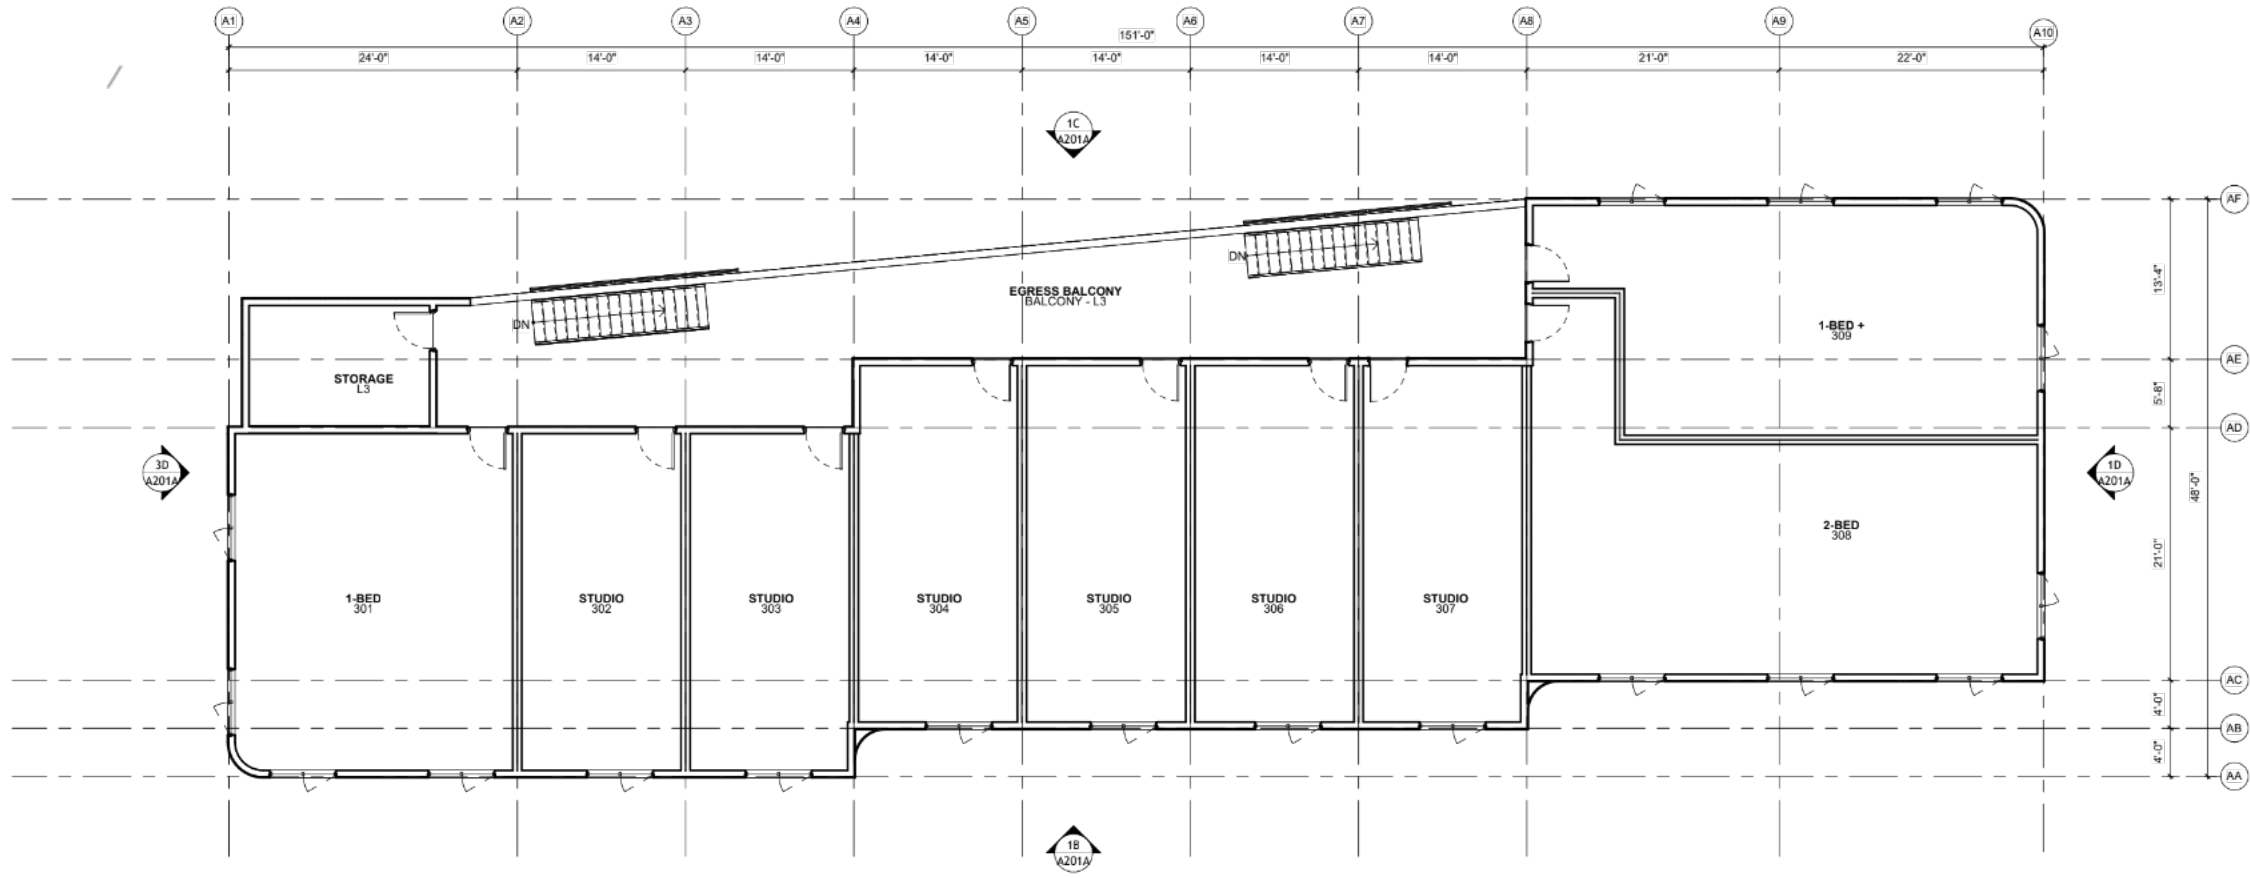 A1
A2
A3
A4
A5
A6
A7
A8
A9
A10
151'-0"
24'-0"
14'-0"
14'-0"
14'-0"
14'-0"
14'-0"
14'-0"
21'-0"
22'-0"
1C
A201A
AF
DN
EGRESS BALCONY
BALCONY - L3
13'-4"
DN
1-BED +
309
AE
STORAGE
L3
5'-8"
AD
3D
A201A
1D
A201A
48'-0"
2-BED
308
21'-0"
1-BED
301
STUDIO
302
STUDIO
303
STUDIO
304
STUDIO
305
STUDIO
306
STUDIO
307
AC
4'-0"
AB
4'-0"
AA
1B
A201A